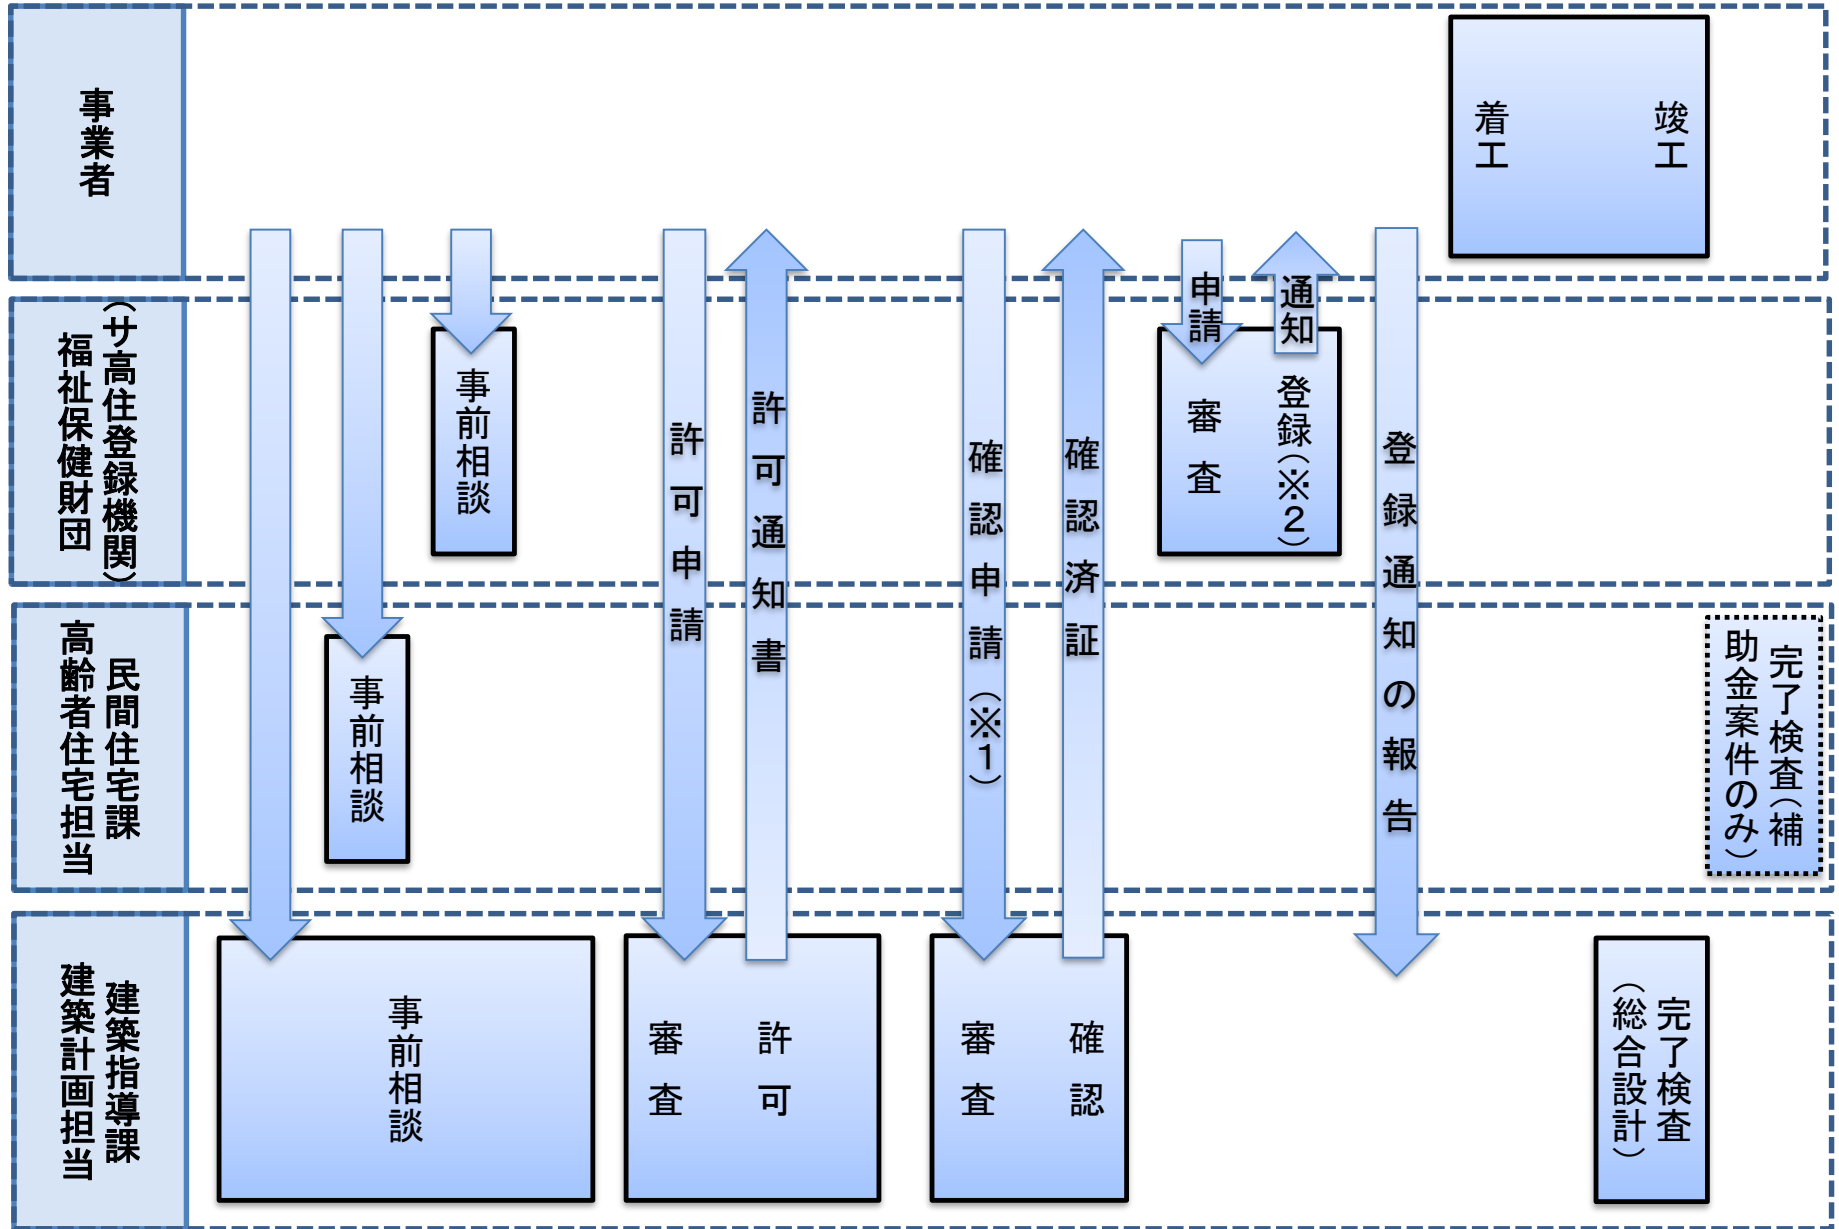 事業者
着工
竣工
(サ高住登録機関)
福祉保健財団
事前相談
申請
通知
審査
登録(※2)
民間住宅課
高齢者住宅担当
事前相談
完了検査(補
助金案件のみ)
許可申請
許可通知書
確認申請(※1)
確認済証
登録通知の報告
建築指導課
建築計画担当
事前相談
審査
許可
審査
確認
完了検査
(総合設計)